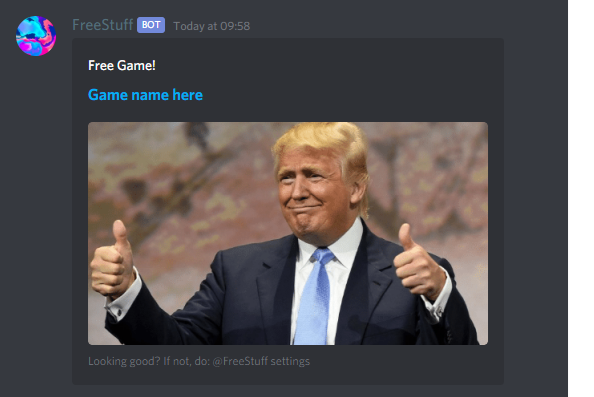 FreeStuff BOT Today at 09:58
Free Game!
Game name here
Looking good? If not, do: @FreeStuff settings